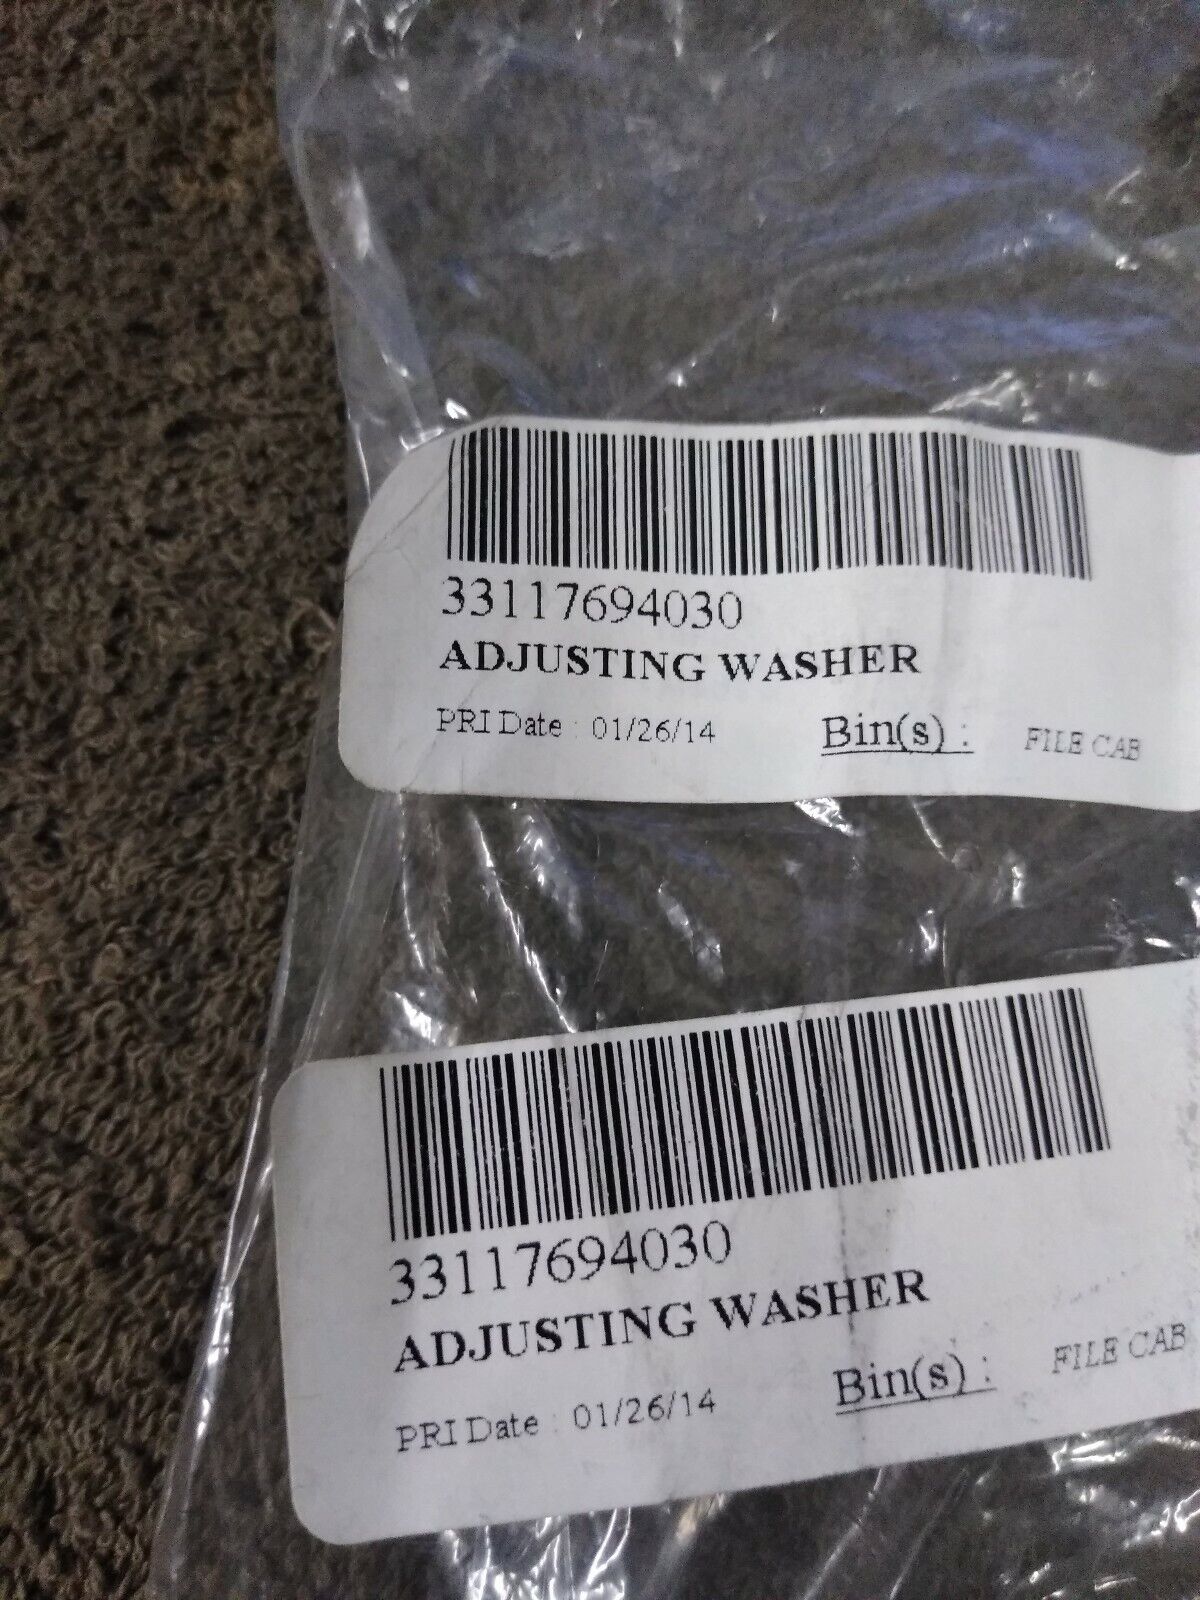 33117694030
ADJUSTING WASHER
PRI Date : 01/26/14 Bin(s) : FILE CAB
33117694030
ADJUSTING WASHER
PRI Date : 01/26/14 Bin(s) : FILE CAB